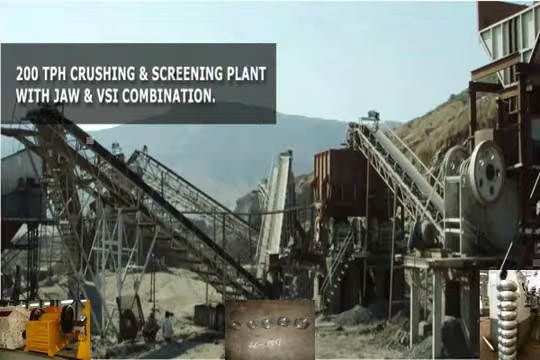 200 TPH CRUSHING & SCREENING PLANT
WITH JAW & VSI COMBINATION.